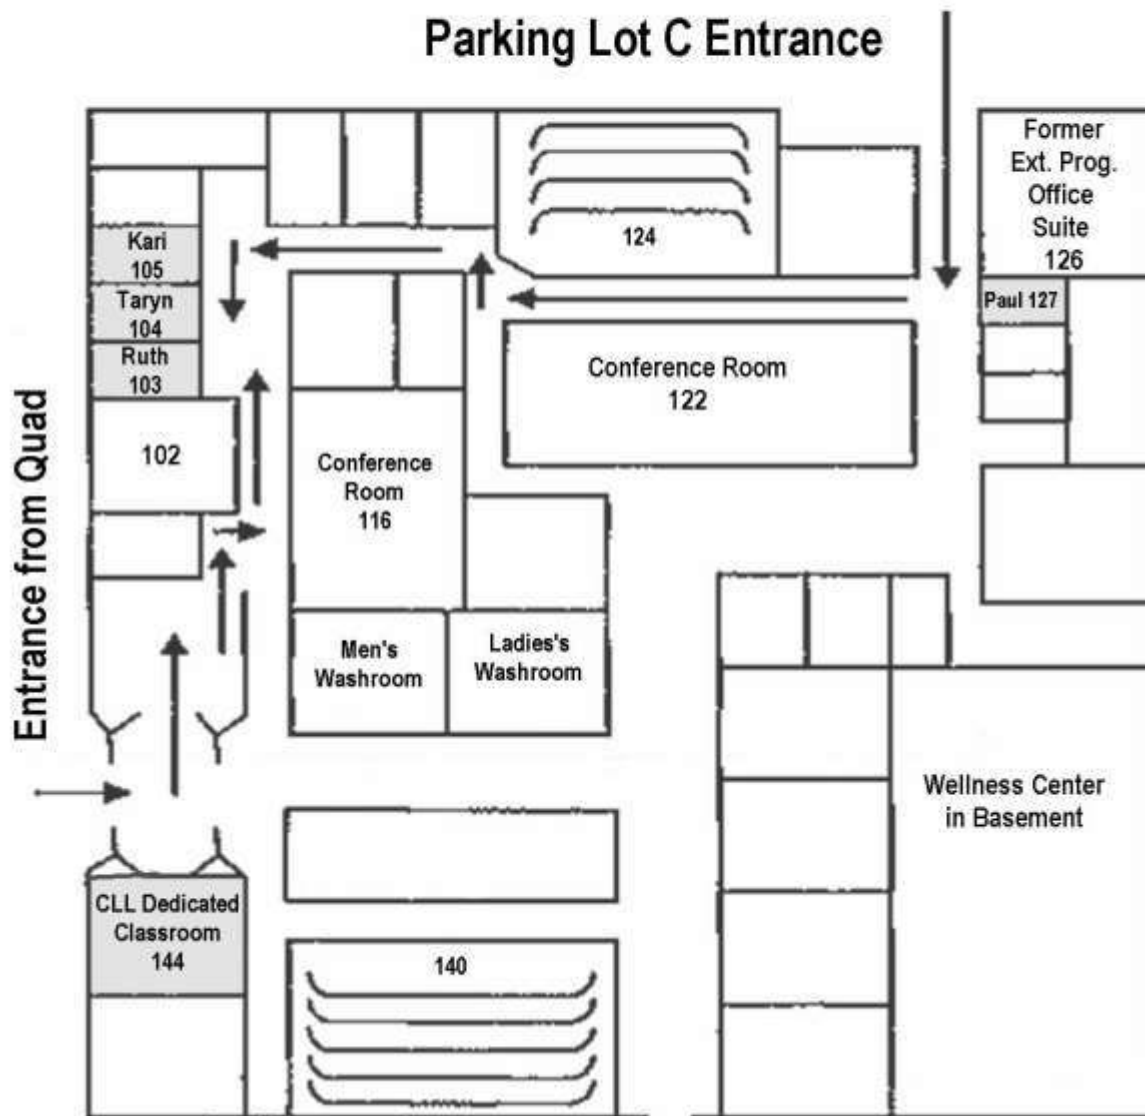 Parking Lot C Entrance
Former
Ext. Prog.
Office
Suite
126
124
Kari
105
Taryn
104
Paul 127
Ruth
103
Conference Room
122
102
Conference
Room
116
Entrance from Quad
Men's
Washroom
Ladies's
Washroom
Wellness Center
in Basement
CLL Dedicated
Classroom
144
140